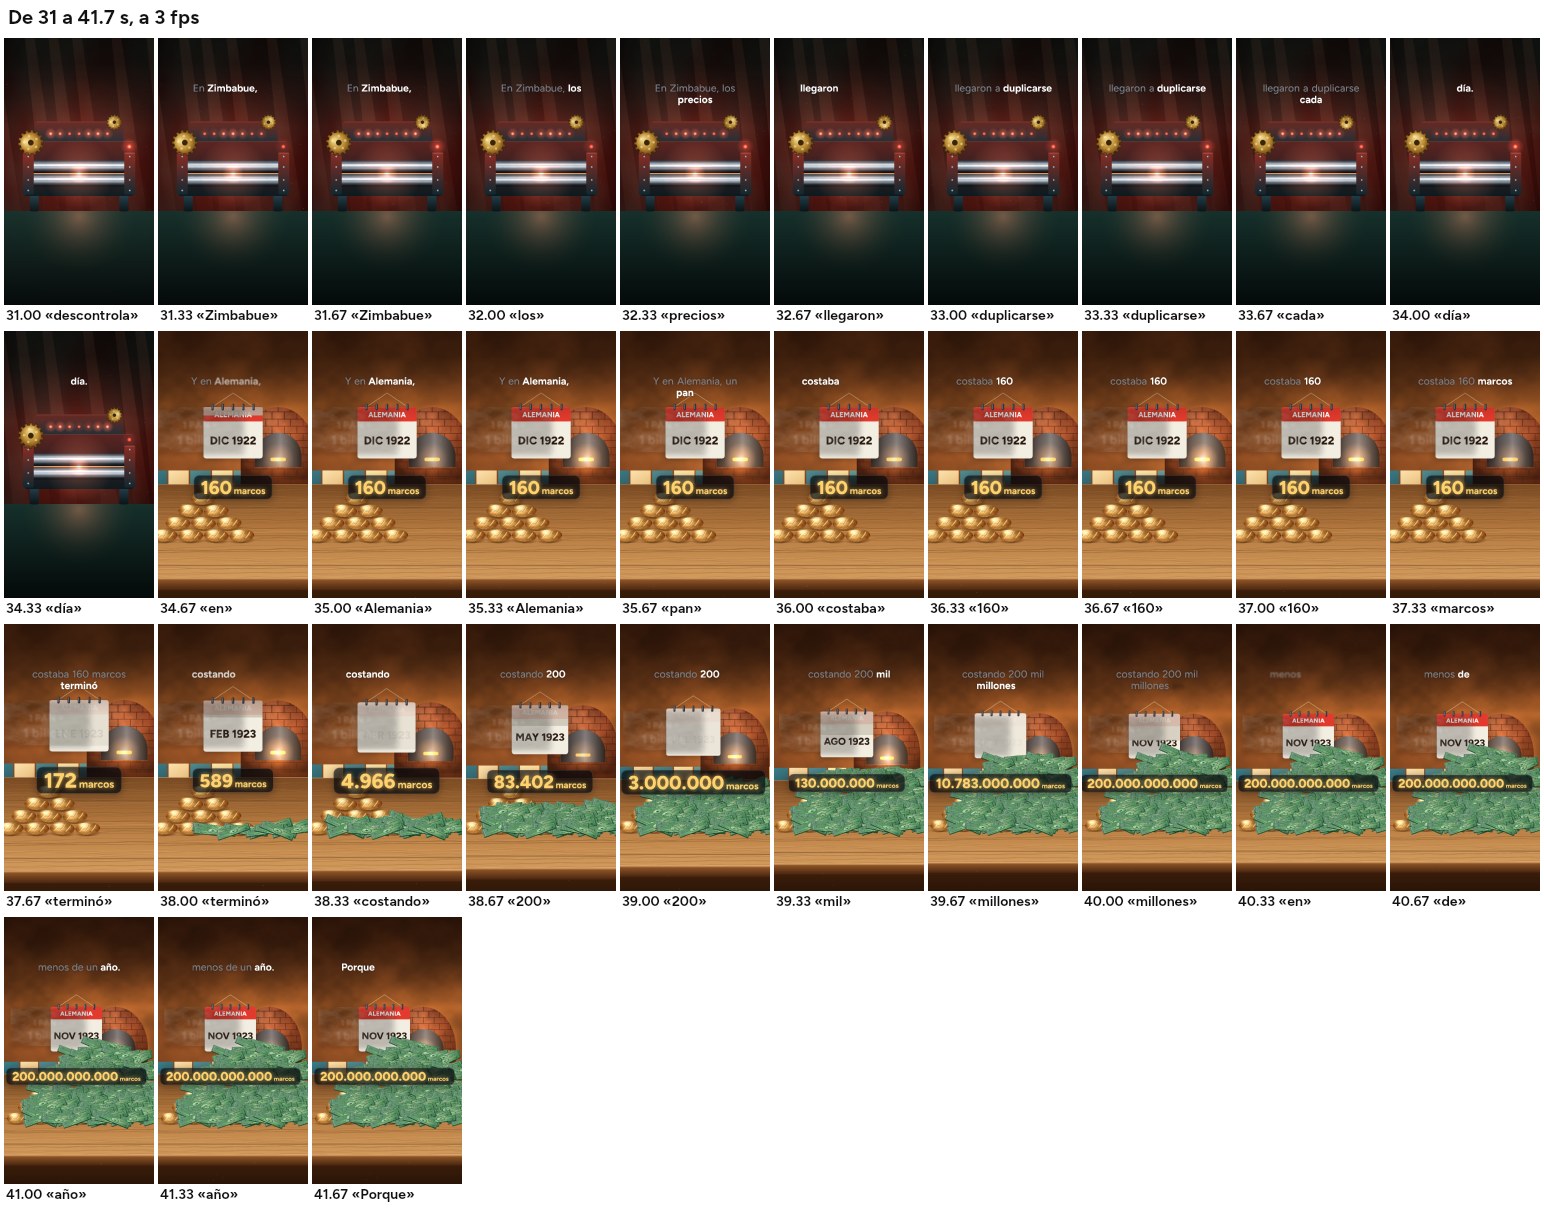 De 31 a 41.7 s, a 3 fps
En Zimbabue,
En Zimbabue,
En Zimbabue, los
En Zimbabue, los
precios
llegaron
llegaron a duplicarse
llegaron a duplicarse
llegaron a duplicarse
cada
día.
31.00 «descontrola»
31.33 «Zimbabue»
31.67 «Zimbabue»
32.00 «los»
32.33 «precios»
32.67 «llegaron»
33.00 «duplicarse»
33.33 «duplicarse»
33.67 «cada»
34.00 «día»
día.
Y en Alemania,
ALEMANIA
DIC 1922
160 marcos
Y en Alemania,
ALEMANIA
DIC 1922
160 marcos
Y en Alemania,
ALEMANIA
DIC 1922
160 marcos
Y en Alemania, un
pan
ALEMANIA
DIC 1922
160 marcos
costaba
ALEMANIA
DIC 1922
160 marcos
costaba 160
ALEMANIA
DIC 1922
160 marcos
costaba 160
ALEMANIA
DIC 1922
160 marcos
costaba 160
ALEMANIA
DIC 1922
160 marcos
costaba 160 marcos
ALEMANIA
DIC 1922
160 marcos
34.33 «día»
34.67 «en»
35.00 «Alemania»
35.33 «Alemania»
35.67 «pan»
36.00 «costaba»
36.33 «160»
36.67 «160»
37.00 «160»
37.33 «marcos»
costaba 160 marcos
terminó
172 marcos
costando
FEB 1923
589 marcos
costando
4.966 marcos
costando 200
MAY 1923
83.402 marcos
costando 200
3.000.000 marcos
costando 200 mil
AGO 1923
130.000.000 marcos
costando 200 mil
millones
10.783.000.000 marcos
costando 200 mil
millones
NOV 1923
200.000.000.000 marcos
menos
ALEMANIA
NOV 1923
200.000.000.000 marcos
menos de
ALEMANIA
NOV 1923
200.000.000.000 marcos
37.67 «terminó»
38.00 «terminó»
38.33 «costando»
38.67 «200»
39.00 «200»
39.33 «mil»
39.67 «millones»
40.00 «millones»
40.33 «en»
40.67 «de»
menos de un año.
ALEMANIA
NOV 1923
200.000.000.000 marcos
menos de un año.
ALEMANIA
NOV 1923
200.000.000.000 marcos
Porque
ALEMANIA
NOV 1923
200.000.000.000 marcos
41.00 «año»
41.33 «año»
41.67 «Porque»